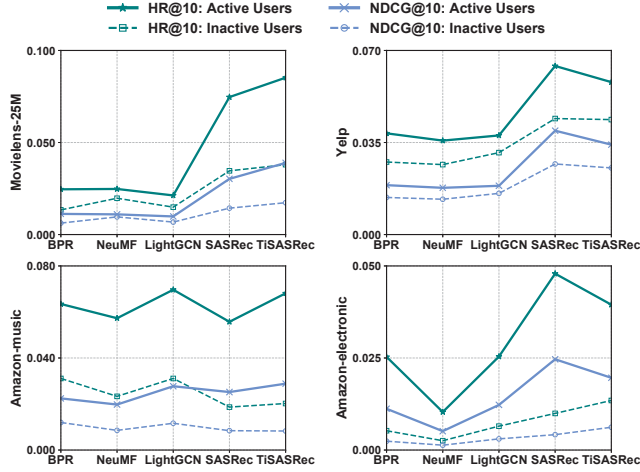 HR@10: Active Users
NDCG@10: Active Users
HR@10: Inactive Users
NDCG@10: Inactive Users
Movielens-25M
0.100
0.050
0.000
BPR NeuMF LightGCN SASRec TiSASRec
Yelp
0.070
0.035
0.000
BPR NeuMF LightGCN SASRec TiSASRec
Amazon-music
0.080
0.040
0.000
BPR NeuMF LightGCN SASRec TiSASRec
Amazon-electronic
0.050
0.025
0.000
BPR NeuMF LightGCN SASRec TiSASRec